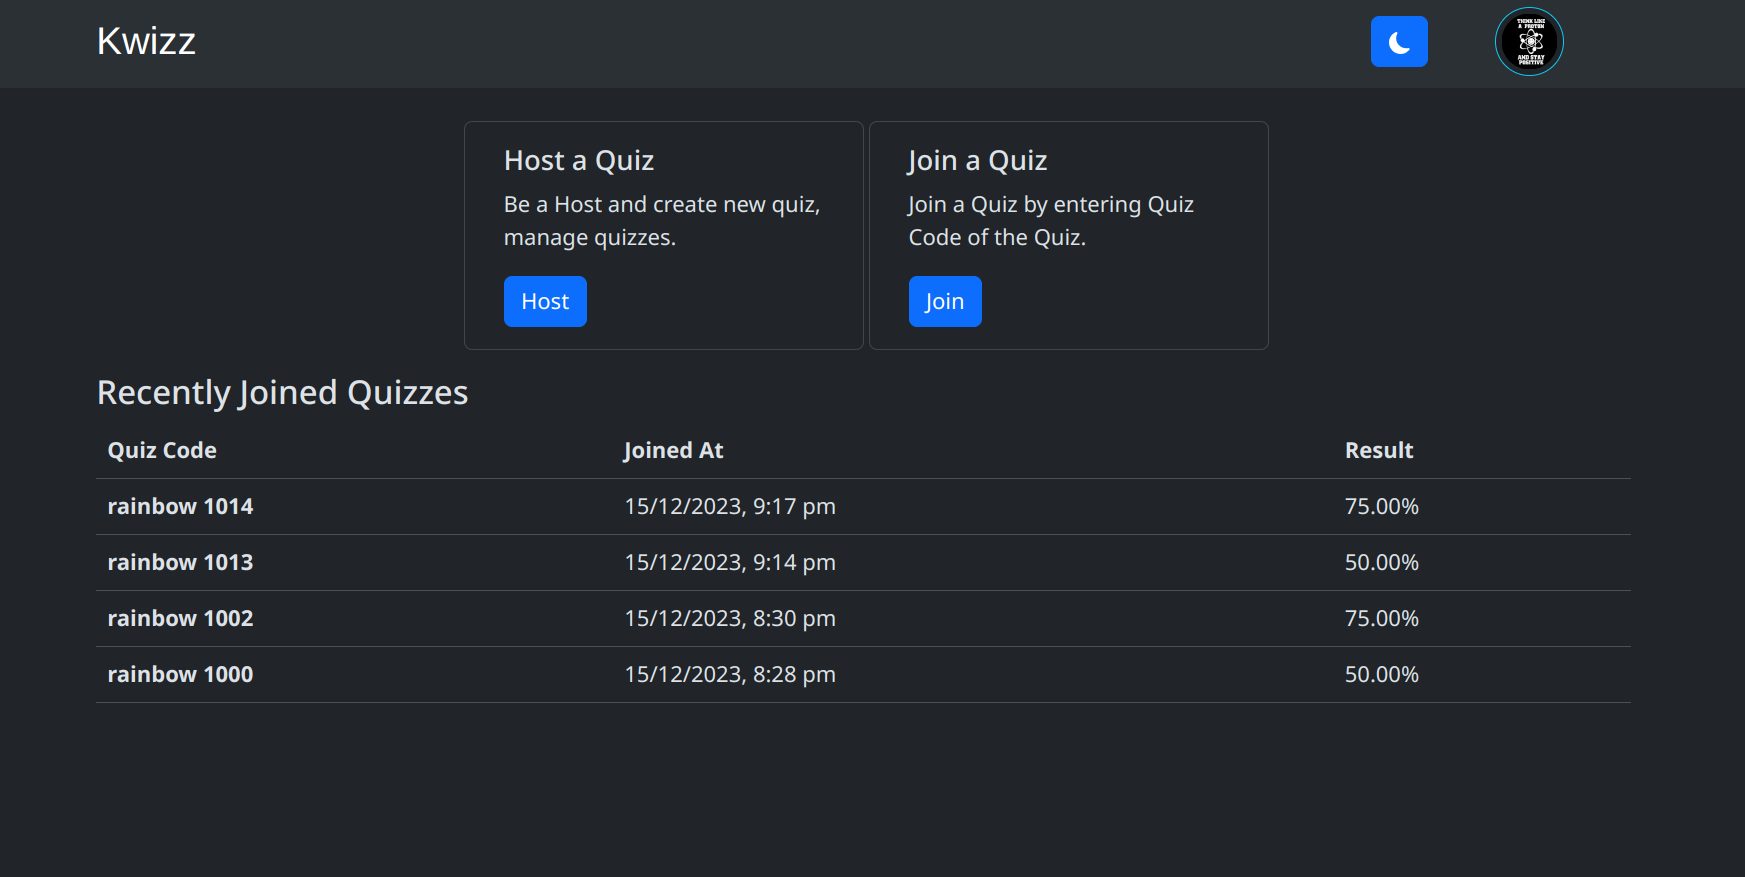 Kwizz
THINK LIKE
A PROTON
AND STAY
POSITIVE
Host a Quiz
Be a Host and create new quiz,
manage quizzes.
Host
Join a Quiz
Join a Quiz by entering Quiz
Code of the Quiz.
Join
Recently Joined Quizzes
Quiz Code Joined At Result
rainbow 1014 15/12/2023, 9:17 pm 75.00%
rainbow 1013 15/12/2023, 9:14 pm 50.00%
rainbow 1002 15/12/2023, 8:30 pm 75.00%
rainbow 1000 15/12/2023, 8:28 pm 50.00%